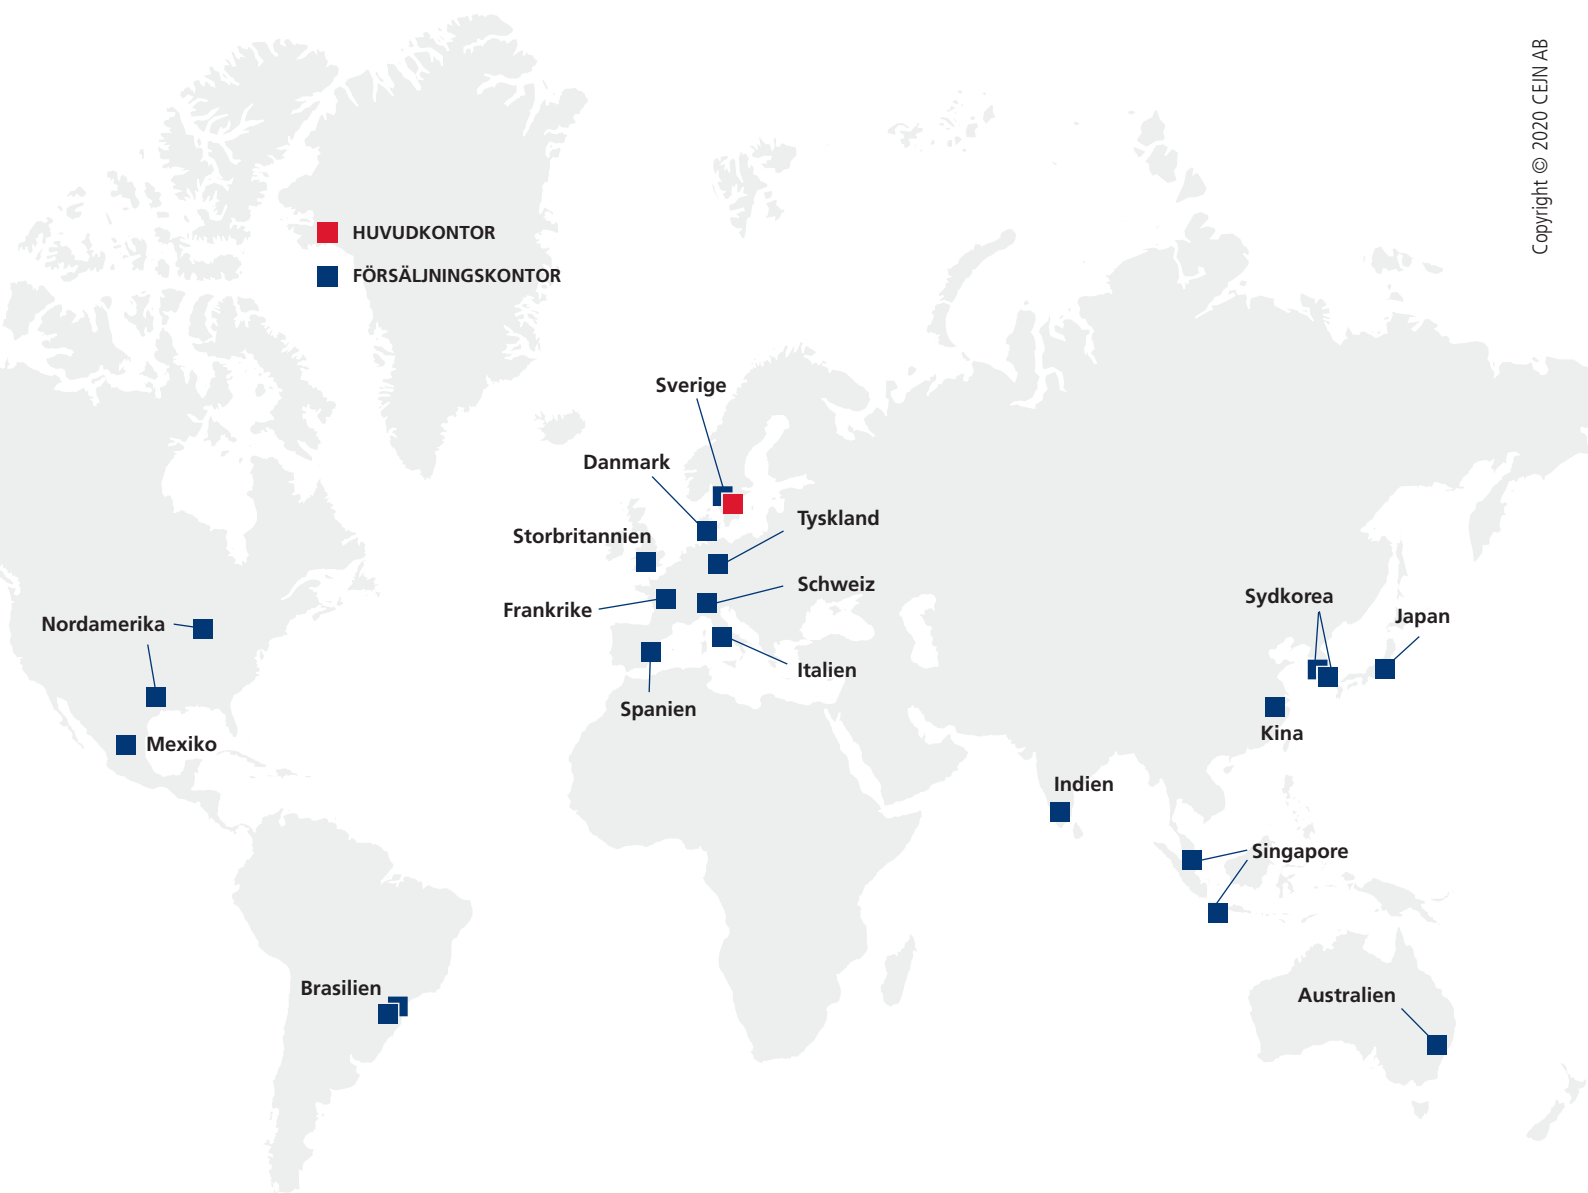 Copyright © 2020 CEJN AB
HUVUDKONTOR
FÖRSÄLJNINGSKONTOR
Sverige
Danmark
Tyskland
Storbritannien
Schweiz
Frankrike
Italien
Spanien
Nordamerika
Mexiko
Brasilien
Sydkorea
Japan
Kina
Indien
Singapore
Australien